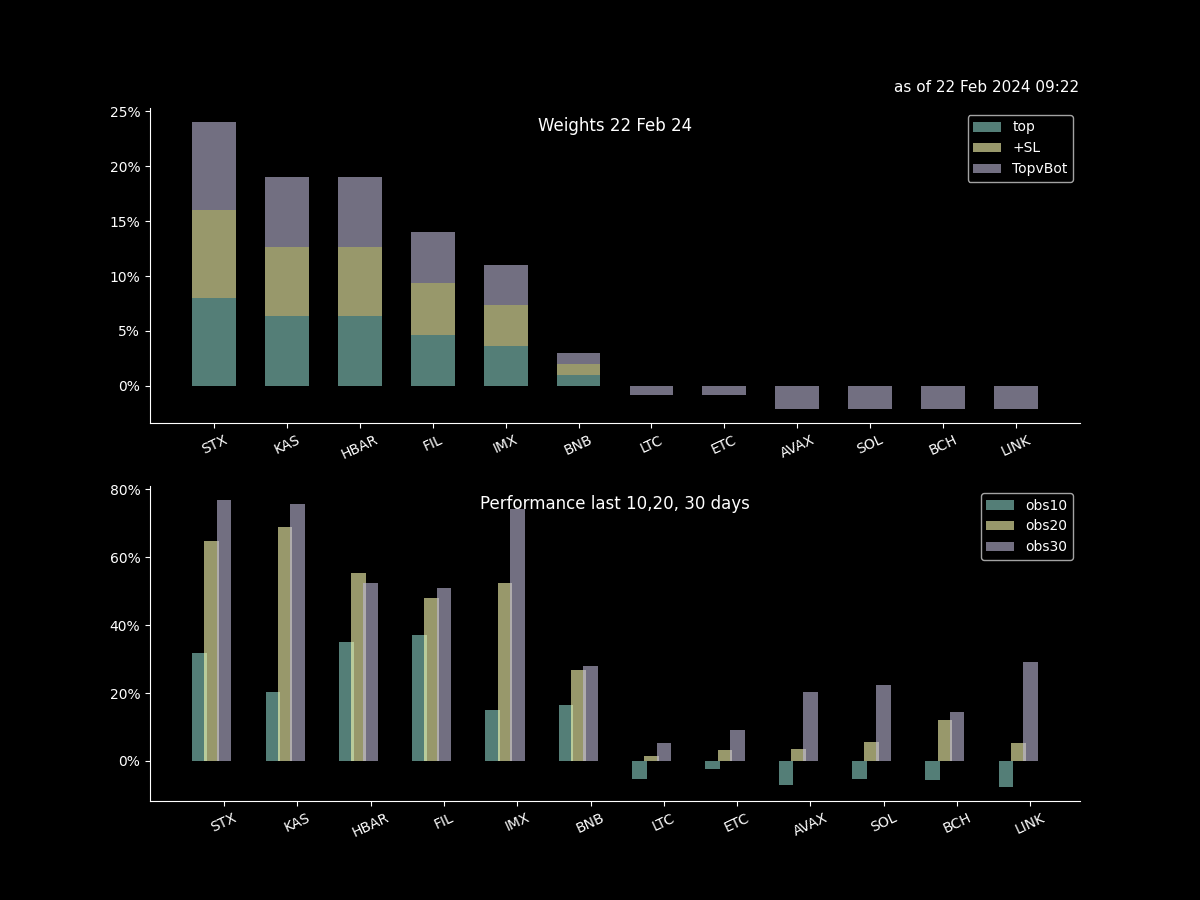 as of 22 Feb 2024 09:22
Weights 22 Feb 24
top
+SL
TopvBot
25%
20%
15%
10%
5%
0%
STX KAS HBAR FIL IMX BNB LTC ETC AVAX SOL BCH LINK
Performance last 10,20, 30 days
obs10
obs20
obs30
80%
60%
40%
20%
0%
STX KAS HBAR FIL IMX BNB LTC ETC AVAX SOL BCH LINK